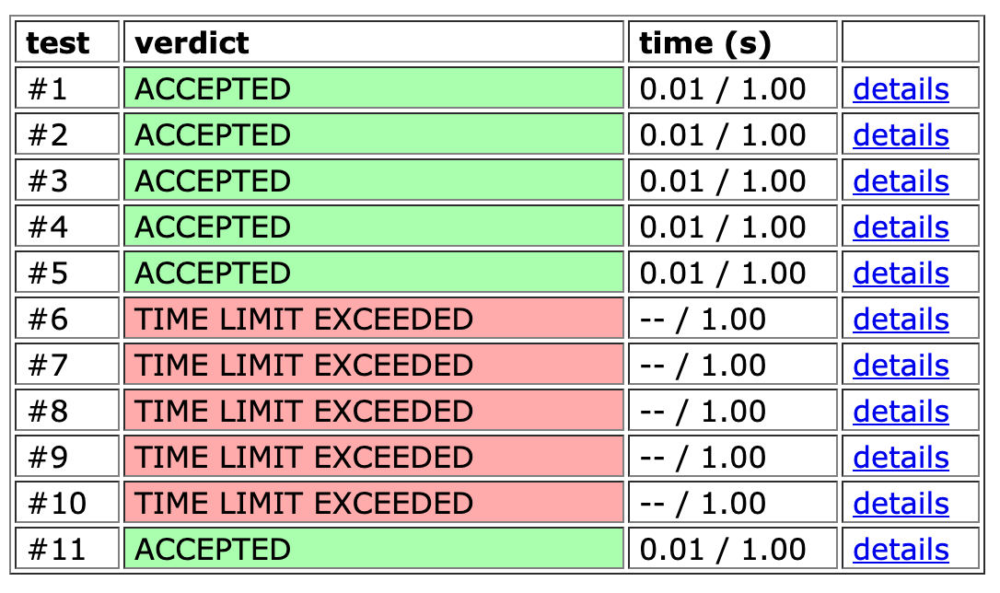 test verdict time (s)
#1 ACCEPTED 0.01 / 1.00 details
#2 ACCEPTED 0.01 / 1.00 details
#3 ACCEPTED 0.01 / 1.00 details
#4 ACCEPTED 0.01 / 1.00 details
#5 ACCEPTED 0.01 / 1.00 details
#6 TIME LIMIT EXCEEDED -- / 1.00 details
#7 TIME LIMIT EXCEEDED -- / 1.00 details
#8 TIME LIMIT EXCEEDED -- / 1.00 details
#9 TIME LIMIT EXCEEDED -- / 1.00 details
#10 TIME LIMIT EXCEEDED -- / 1.00 details
#11 ACCEPTED 0.01 / 1.00 details